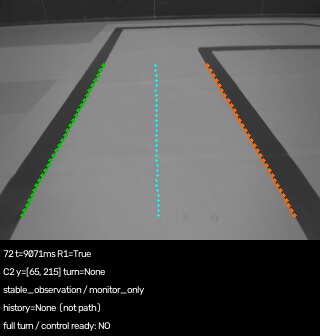 72 t=9071ms R1=True
C2 y=[65, 215] turn=None
stable_observation / monitor_only
history=None (not path)
full turn / control ready: NO